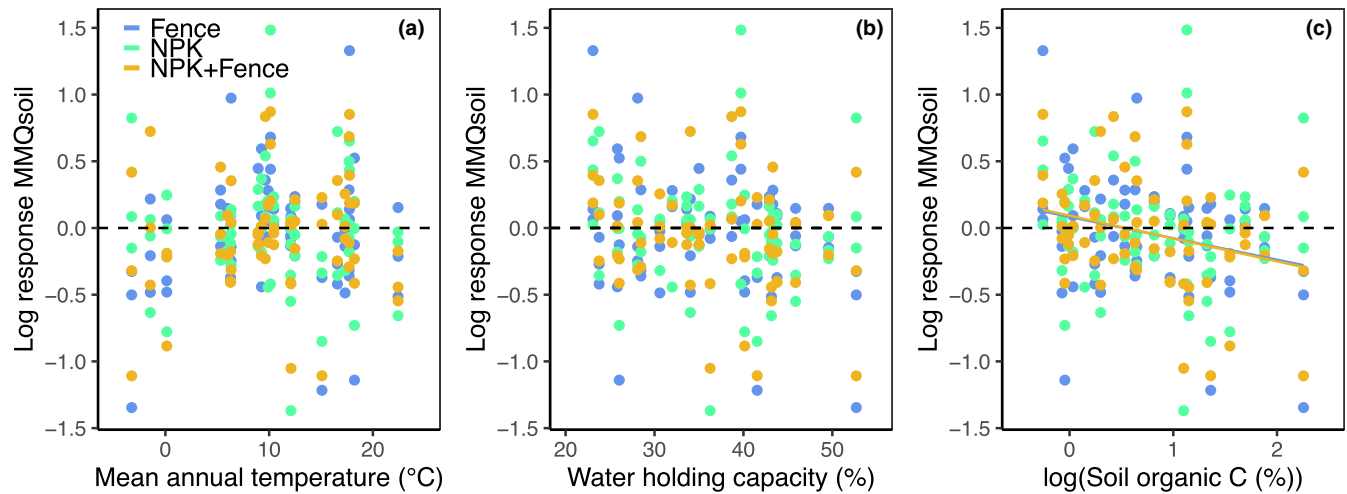 Log response MMQsoil
1.5
1.0
0.5
0.0
−0.5
−1.0
−1.5
Fence
NPK
NPK+Fence
(a)
0 10 20
Mean annual temperature (°C)
Log response MMQsoil
1.5
1.0
0.5
0.0
−0.5
−1.0
−1.5
(b)
20 30 40 50
Water holding capacity (%)
Log response MMQsoil
1.5
1.0
0.5
0.0
−0.5
−1.0
−1.5
(c)
0 1 2
log(Soil organic C (%))